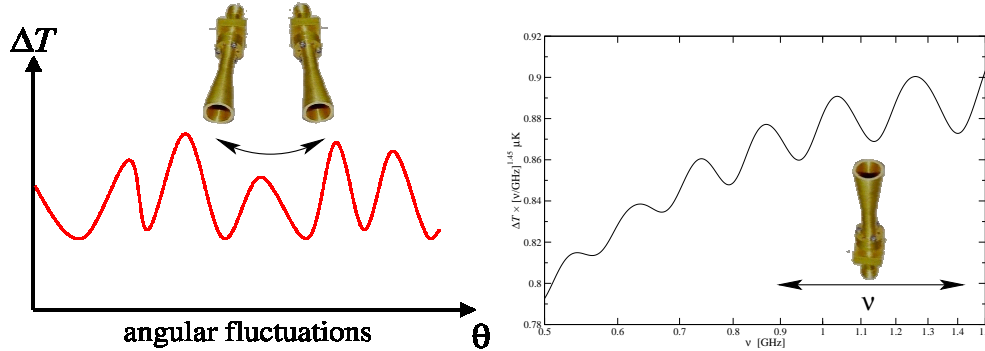 ΔT
angular fluctuations
θ
0.92
0.9
0.88
0.86
0.84
0.82
0.8
0.78
ΔT × [ν/GHz]^1.45 μK
0.5 0.6 0.7 0.8 0.9 1 1.1 1.2 1.3 1.4 1
ν [GHz]
ν